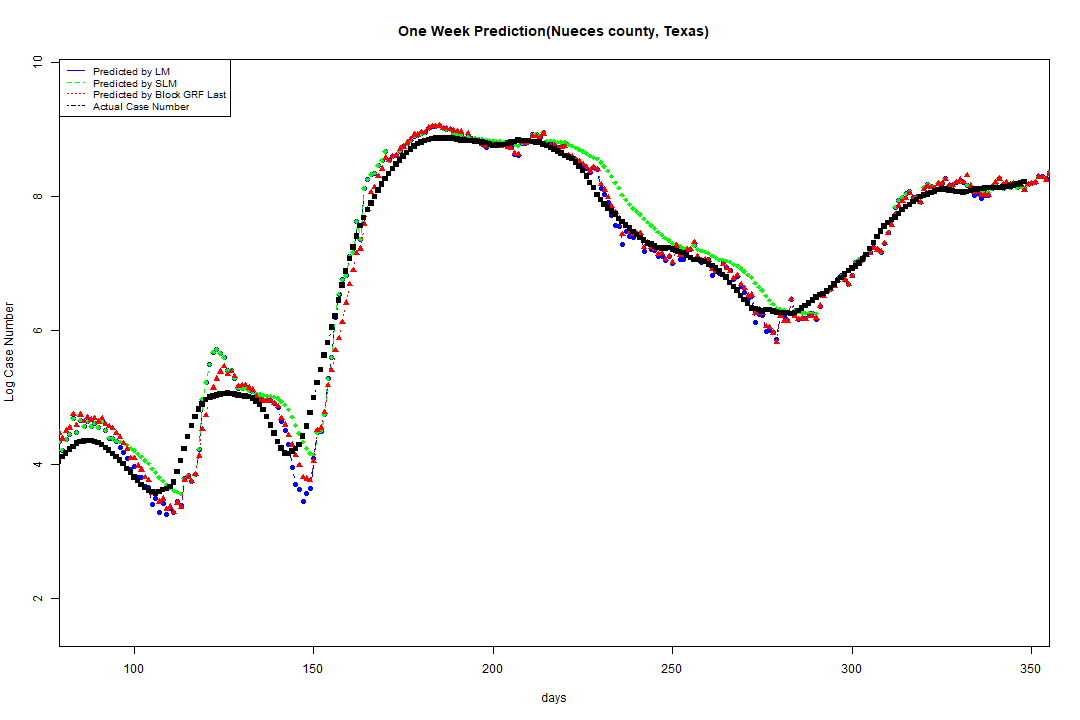 One Week Prediction(Nueces county, Texas)
Predicted by LM
Predicted by SLM
Predicted by Block GRF Last
Actual Case Number
10
8
6
4
2
Log Case Number
100 150 200 250 300 350
days